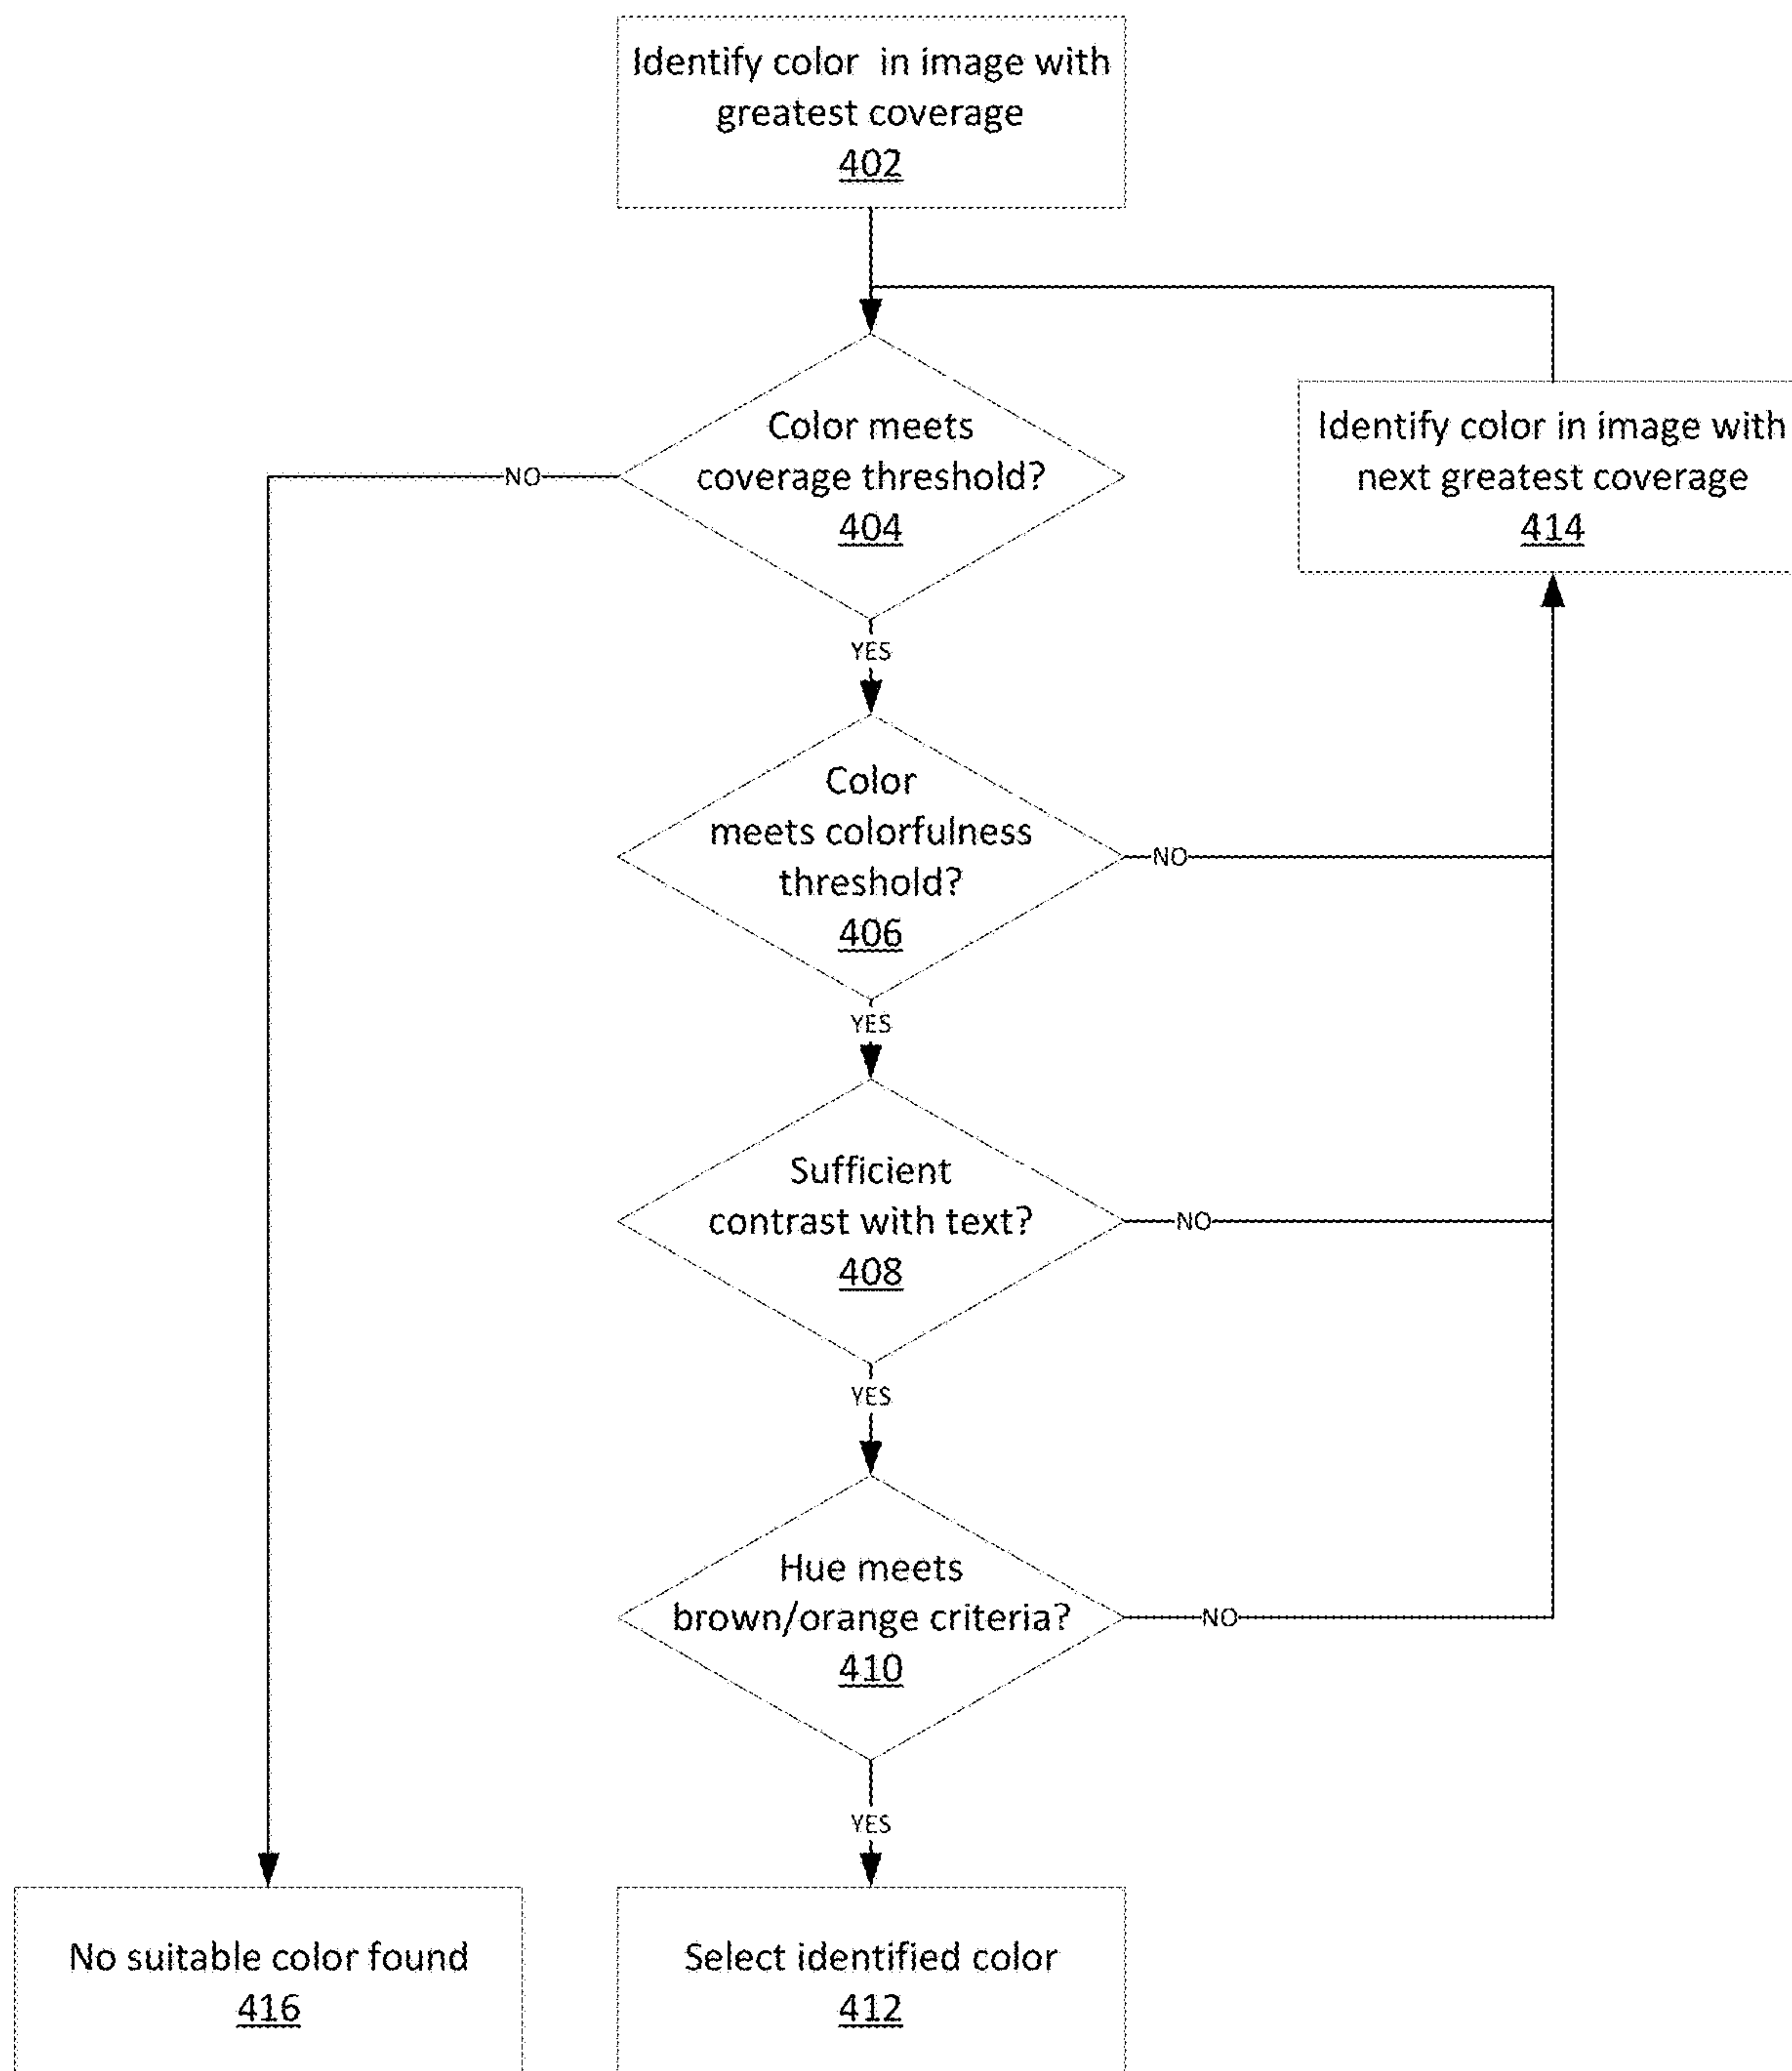 Identify color in image with
greatest coverage
402
Color meets
coverage threshold?
404
NO
Identify color in image with
next greatest coverage
414
YES
Color
meets colorfulness
threshold?
406
NO
YES
Sufficient
contrast with text?
408
NO
YES
Hue meets
brown/orange criteria?
410
NO
YES
No suitable color found
416
Select identified color
412